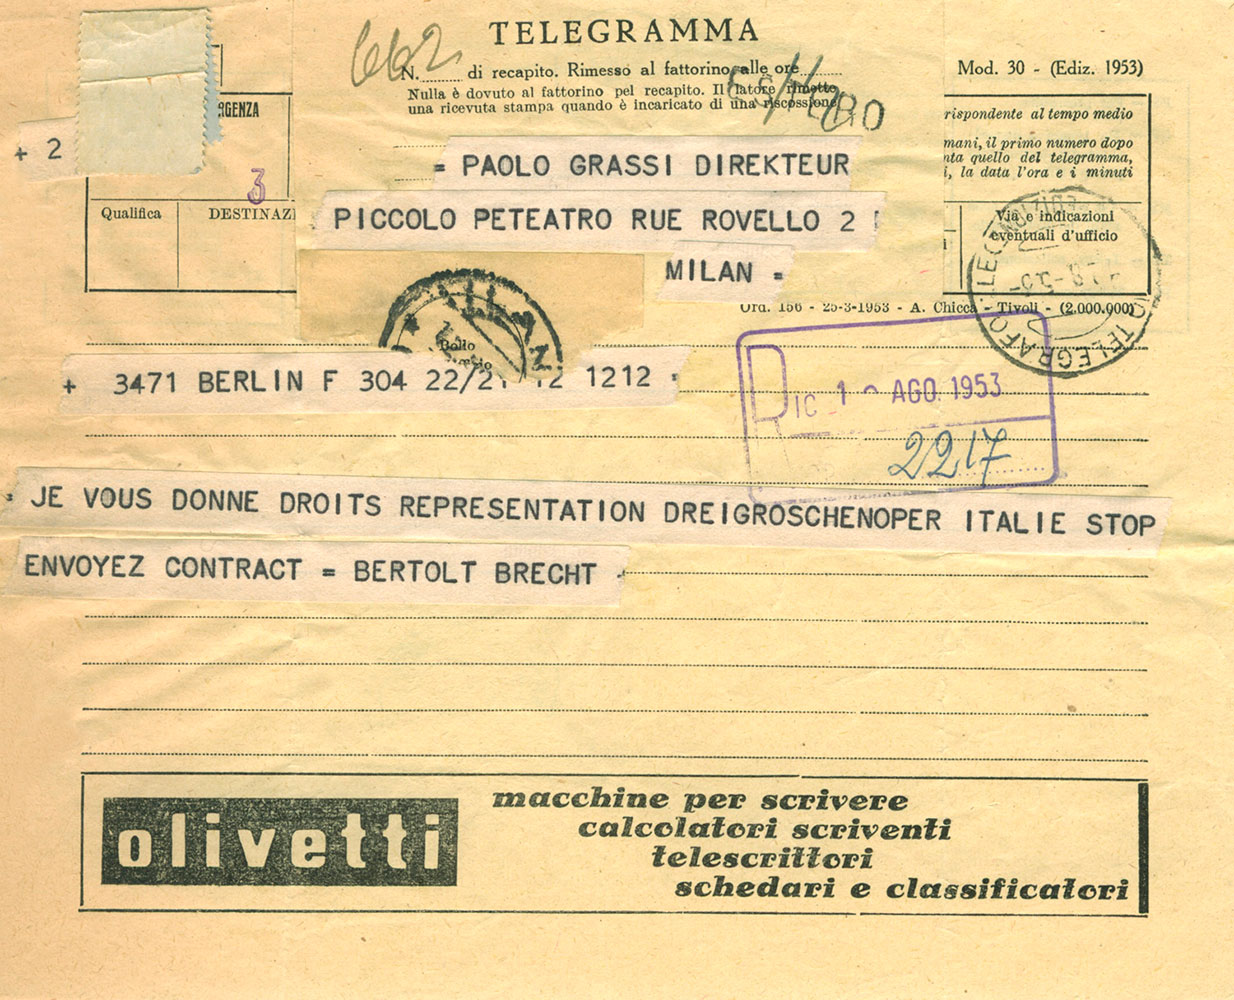 TELEGRAMMA
662
N. di recapito. Rimesso al fattorino alle ore
Nulla è dovuto al fattorino pel recapito. Il latore rimette
una ricevuta stampa quando è incaricato di una riscossione
Mod. 30 - (Ediz. 1953)
RGENZA
rispondente al tempo medio
mani, il primo numero dopo
nta quello del telegramma,
i, la data l'ora e i minuti
+ 2
3
Qualifica
DESTINAZI
Via e indicazioni
eventuali d'ufficio
= PAOLO GRASSI DIREKTEUR
PICCOLO PETEATRO RUE ROVELLO 2
MILAN =
Ord. 156 - 25-3-1953 - A. Chicca - Tivoli - (2.000.000)
MILAN
Bollo
TELEGRAFO
+ 3471 BERLIN F 304 22/21 12 1212 =
AGO 1953
2217
= JE VOUS DONNE DROITS REPRESENTATION DREIGROSCHENOPER ITALIE STOP
ENVOYEZ CONTRACT = BERTOLT BRECHT
olivetti
macchine per scrivere
calcolatori scriventi
telescrittori
schedari e classificatori